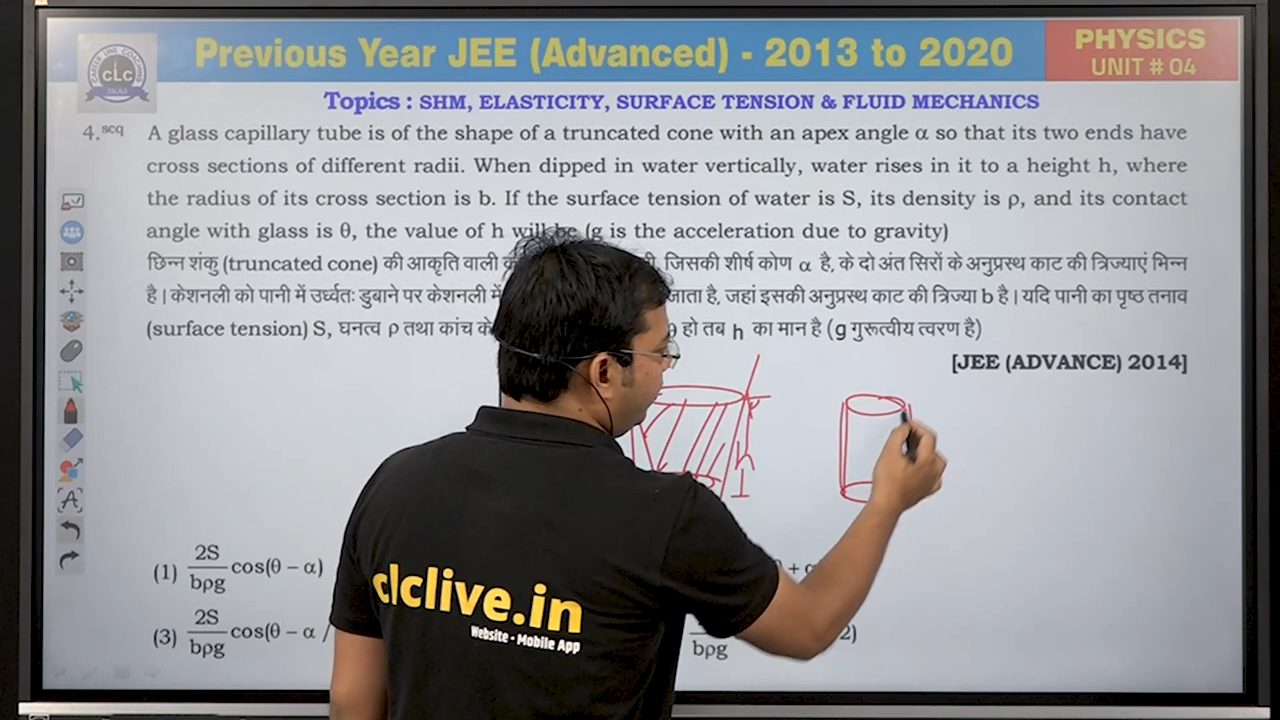 Previous Year JEE (Advanced) - 2013 to 2020
PHYSICS
UNIT # 04
CLC
Topics : SHM, ELASTICITY, SURFACE TENSION & FLUID MECHANICS
4.scq A glass capillary tube is of the shape of a truncated cone with an apex angle α so that its two ends have
cross sections of different radii. When dipped in water vertically, water rises in it to a height h, where
the radius of its cross section is b. If the surface tension of water is S, its density is ρ, and its contact
angle with glass is θ, the value of h will be (g is the acceleration due to gravity)
छिन्न शंकु (truncated cone) की आकृति वाली जिसकी शीर्ष कोण α है, के दो अंत सिरों के अनुप्रस्थ काट की त्रिज्याएं भिन्न
है। केशनली को पानी में उर्ध्वतः डुबाने पर केशनली में जाता है, जहां इसकी अनुप्रस्थ काट की त्रिज्या b है। यदि पानी का पृष्ठ तनाव
(surface tension) S, घनत्व ρ तथा कांच के हो तब h का मान है (g गुरूत्वीय त्वरण है)
[JEE (ADVANCE) 2014]
h
(1) 2S/bρg cos(θ – α)
(3) 2S/bρg cos(θ – α /
bρg 2)
clclive.in
Website - Mobile App